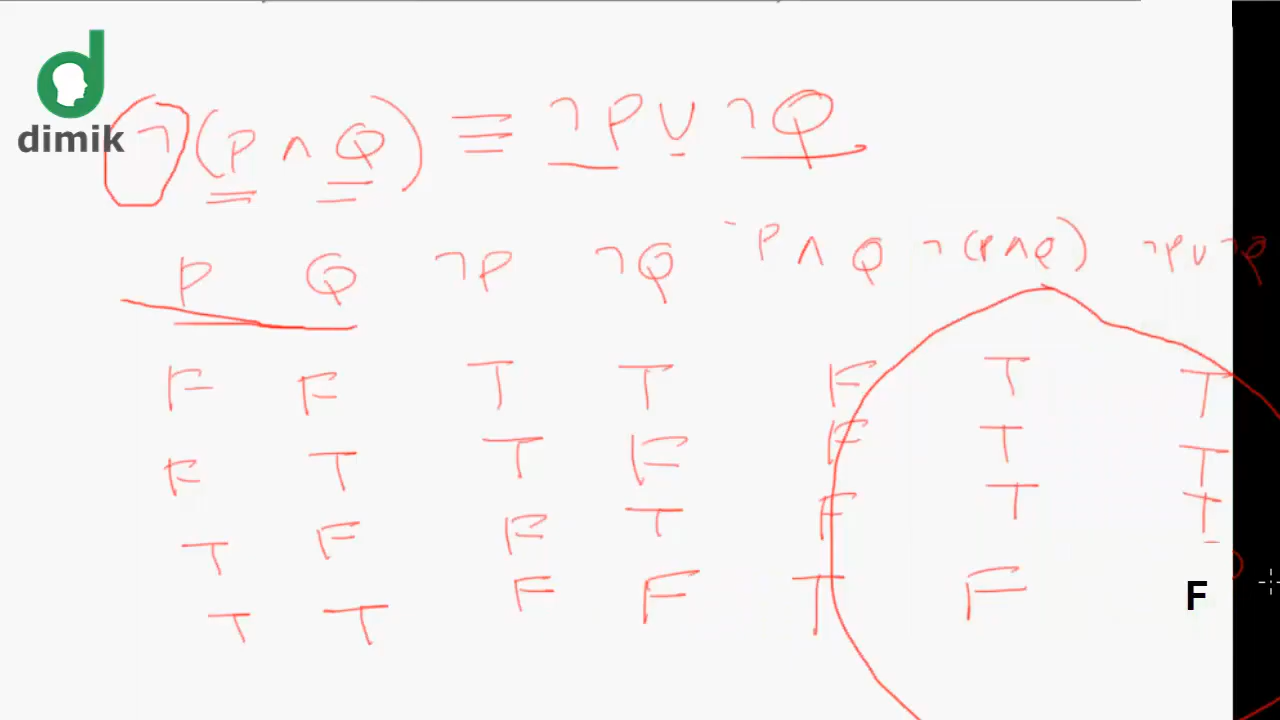 dimik
¬(P ∧ Q) ≡ ¬P ∨ ¬Q
P Q ¬P ¬Q P ∧ Q ¬(P ∧ Q) ¬P ∨ ¬Q
F F T T F T T
F T T F F T T
T F F T F T T
T T F F T F F